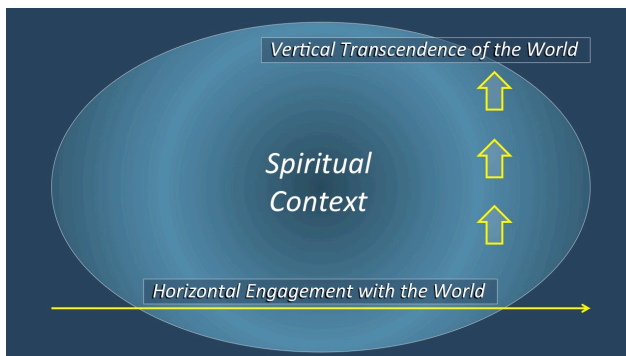 Vertical Transcendence of the World
Spiritual
Context
Horizontal Engagement with the World